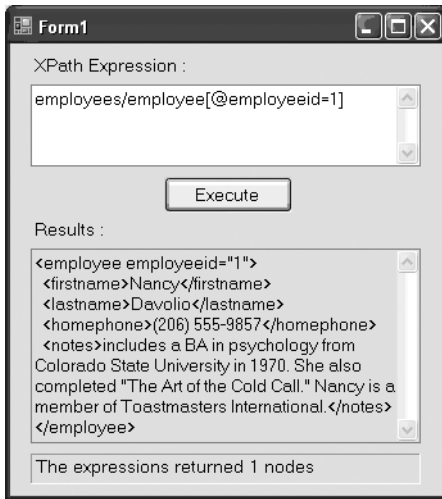 Form1
XPath Expression :
employees/employee[@employeeid=1]
Execute
Results :
<employee employeeid="1">
<firstname>Nancy</firstname>
<lastname>Davolio</lastname>
<homephone>(206) 555-9857</homephone>
<notes>includes a BA in psychology from
Colorado State University in 1970. She also
completed "The Art of the Cold Call." Nancy is a
member of Toastmasters International.</notes>
</employee>
The expressions returned 1 nodes